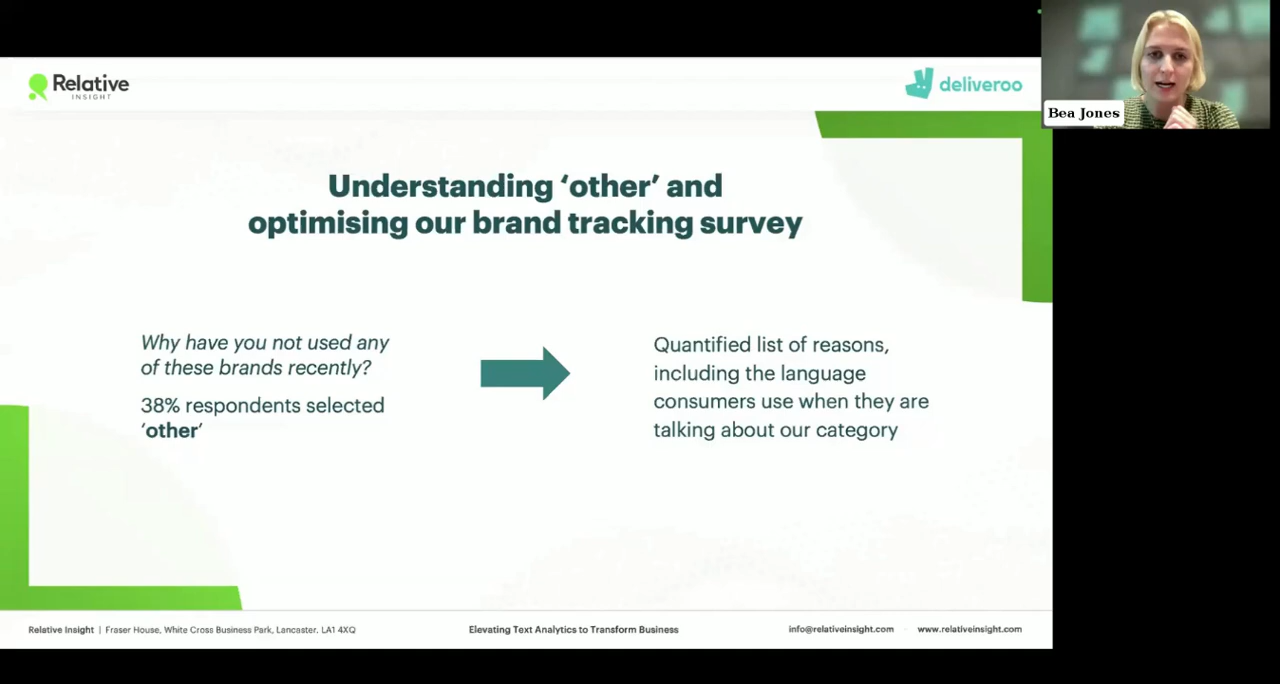 Relative
INSIGHT
deliveroo
Bea Jones
Understanding ‘other’ and
optimising our brand tracking survey
Why have you not used any
of these brands recently?
38% respondents selected
‘other’
Quantified list of reasons,
including the language
consumers use when they are
talking about our category
Relative Insight | Fraser House, White Cross Business Park, Lancaster. LA1 4XQ
Elevating Text Analytics to Transform Business
info@relativeinsight.com · www.relativeinsight.com